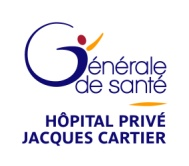 Générale
de santé
HÔPITAL PRIVÉ
JACQUES CARTIER